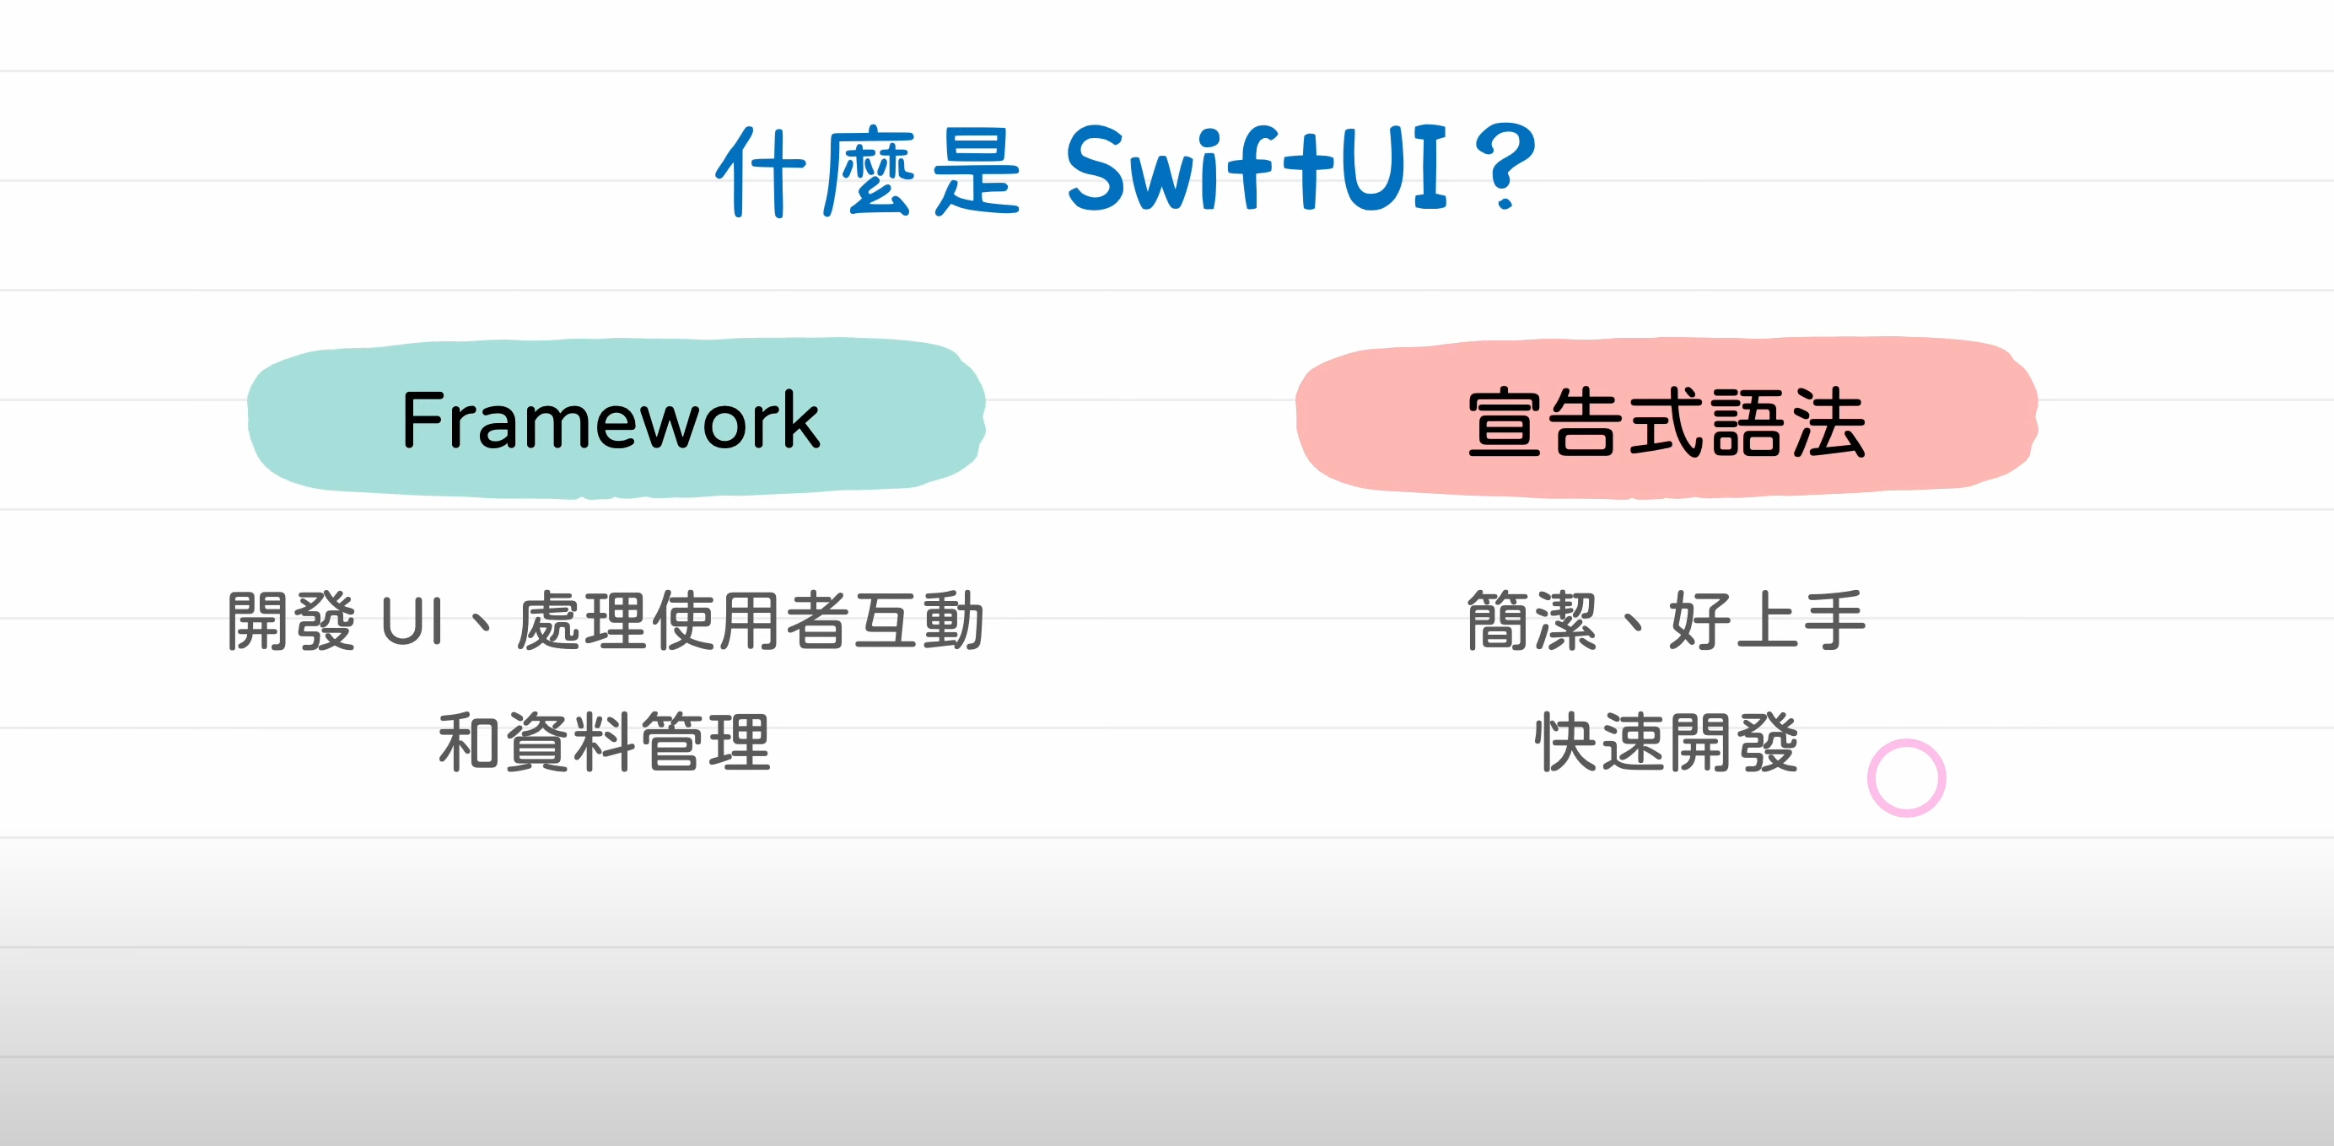 什麼是 SwiftUI？
Framework
開發 UI、處理使用者互動
和資料管理
宣告式語法
簡潔、好上手
快速開發